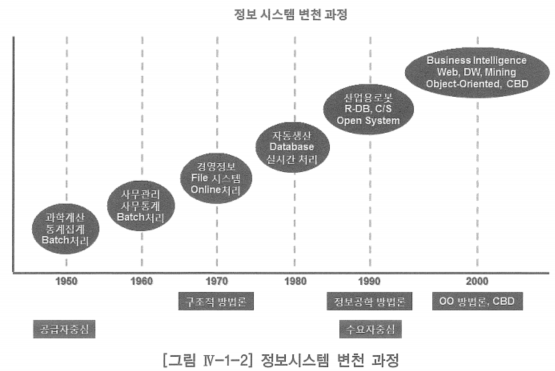 정보 시스템 변천 과정
Business Intelligence
Web, DW, Mining
Object-Oriented, CBD
산업용로봇
R-DB, C/S
Open System
자동생산
Database
실시간 처리
경영정보
File 시스템
Online처리
사무관리
사무통계
Batch처리
과학계산
통계집계
Batch처리
1950
1960
1970
1980
1990
2000
구조적 방법론
정보공학 방법론
OO 방법론, CBD
공급자중심
수요자중심
[그림 Ⅳ-1-2] 정보시스템 변천 과정